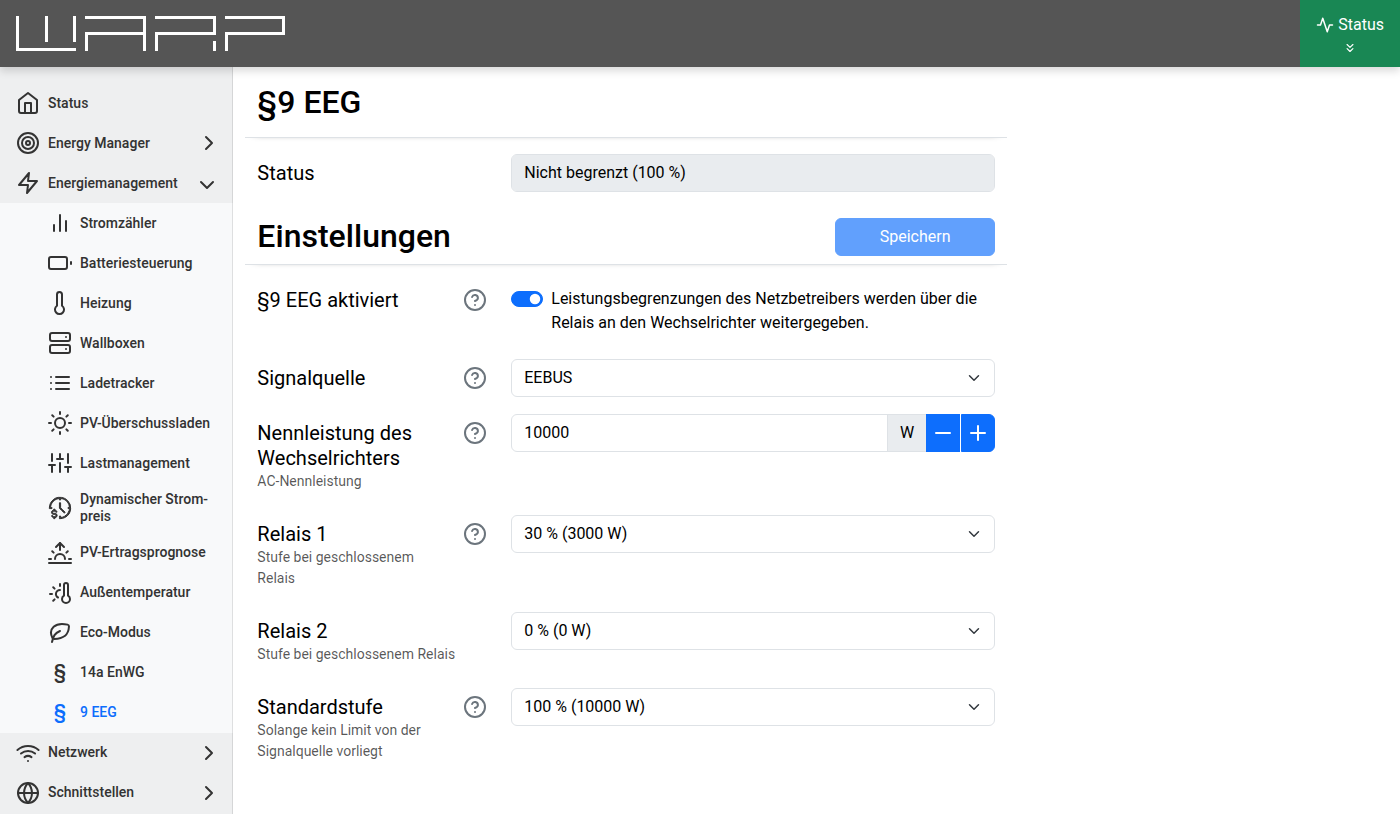 WARP
Status
Status
Energy Manager
Energiemanagement
Stromzähler
Batteriesteuerung
Heizung
Wallboxen
Ladetracker
PV-Überschussladen
Lastmanagement
Dynamischer Strom-
preis
PV-Ertragsprognose
Außentemperatur
Eco-Modus
§ 14a EnWG
§ 9 EEG
Netzwerk
Schnittstellen
§9 EEG
Status
Nicht begrenzt (100 %)
Einstellungen
Speichern
§9 EEG aktiviert
Leistungsbegrenzungen des Netzbetreibers werden über die
Relais an den Wechselrichter weitergegeben.
Signalquelle
EEBUS
Nennleistung des
Wechselrichters
AC-Nennleistung
10000
W
Relais 1
Stufe bei geschlossenem
Relais
30 % (3000 W)
Relais 2
Stufe bei geschlossenem Relais
0 % (0 W)
Standardstufe
Solange kein Limit von der
Signalquelle vorliegt
100 % (10000 W)